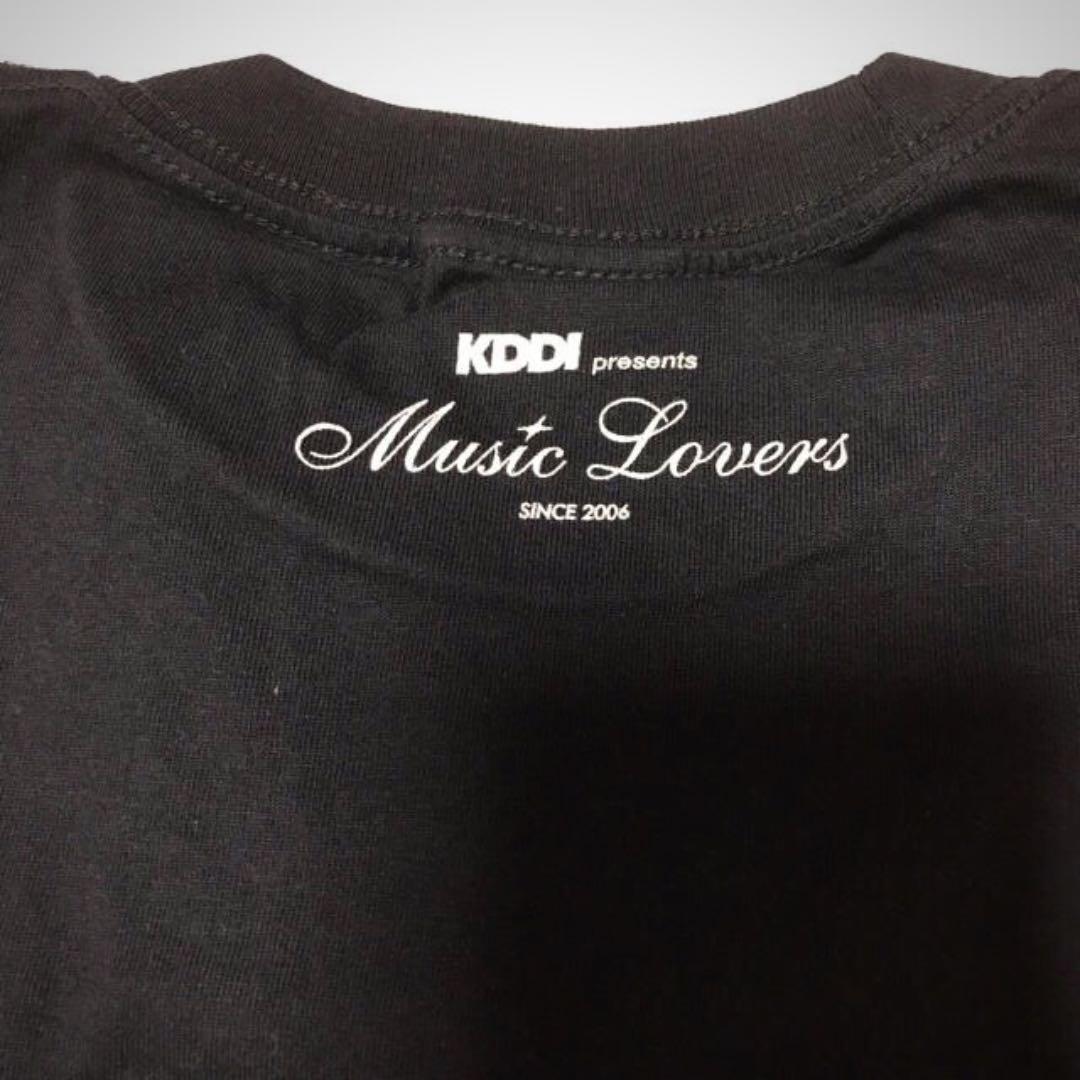 KDDI presents
Music Lovers
SINCE 2006